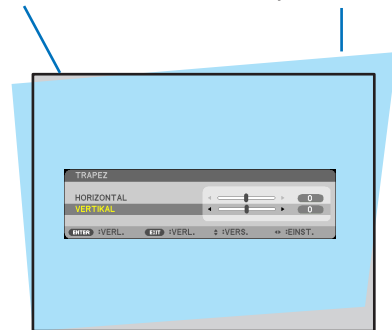 TRAPEZ
HORIZONTAL 0
VERTIKAL 0
ENTER :VERL. EXIT :VERL. :VERS. :EINST.